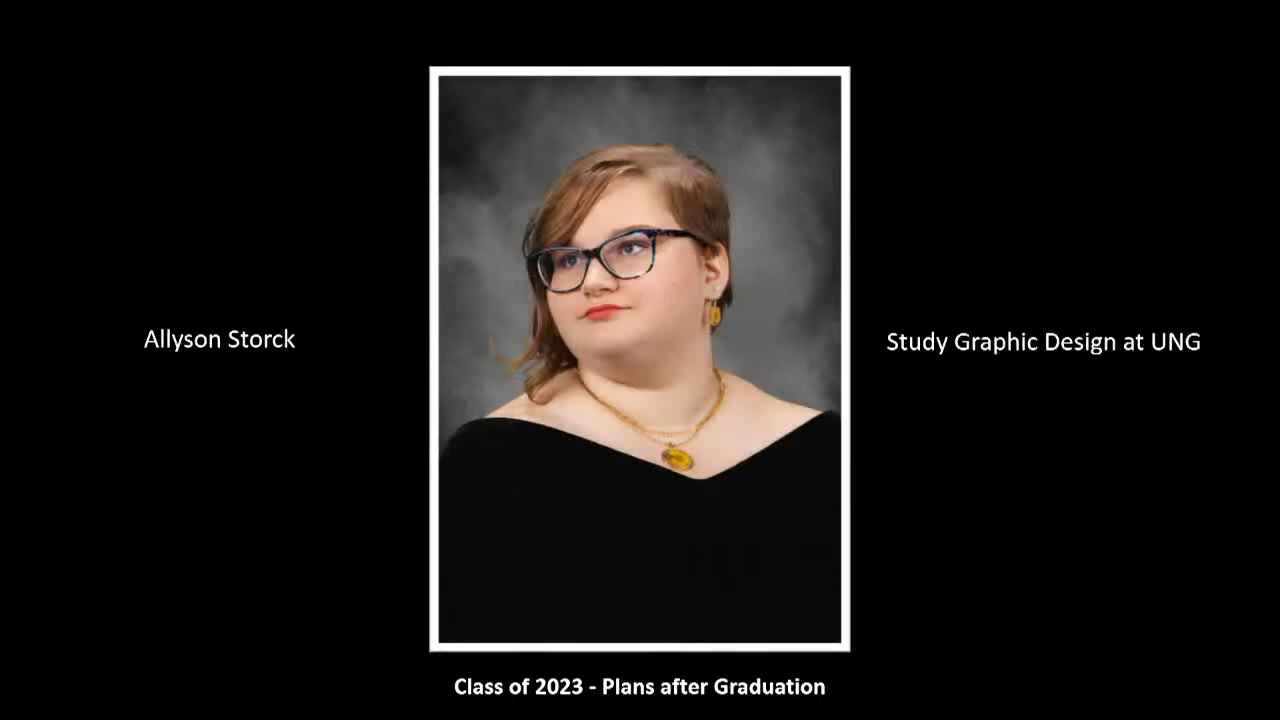 Allyson Storck
Study Graphic Design at UNG
Class of 2023 - Plans after Graduation